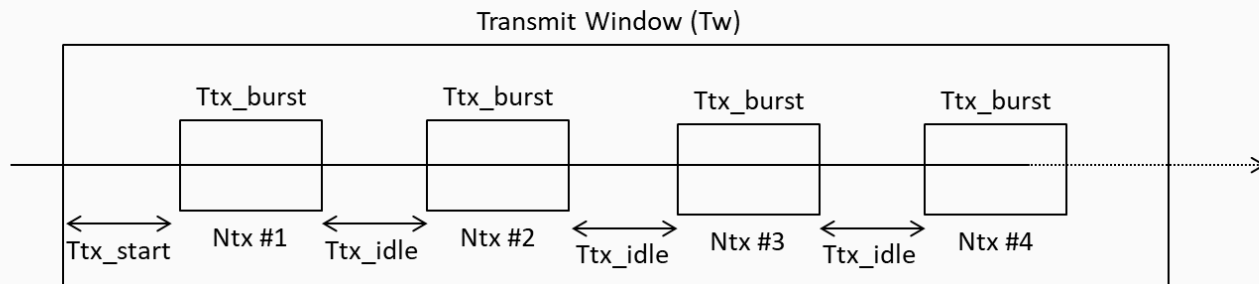 Transmit Window (Tw)
Ttx_burst
Ttx_burst
Ttx_burst
Ttx_burst
Ttx_start
Ntx #1
Ttx_idle
Ntx #2
Ttx_idle
Ntx #3
Ttx_idle
Ntx #4